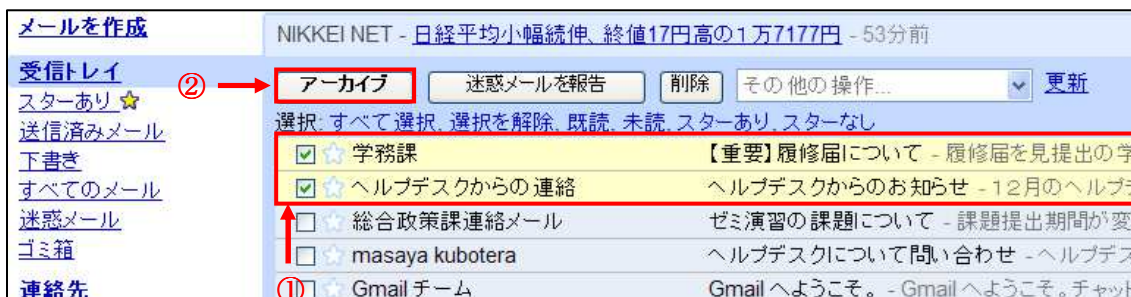 メールを作成
NIKKEI NET - 日経平均小幅続伸、終値17円高の1万7177円 - 53分前
受信トレイ
② アーカイブ 迷惑メールを報告 削除 その他の操作... 更新
スターあり
選択: すべて選択, 選択を解除, 既読, 未読, スターあり, スターなし
送信済みメール
学務課 【重要】履修届について - 履修届を見提出の学
下書き
すべてのメール
ヘルプデスクからの連絡 ヘルプデスクからのお知らせ - 12月のヘルプデ
迷惑メール
総合政策課連絡メール ゼミ演習の課題について - 課題提出期間が変
ゴミ箱
masaya kubotera ヘルプデスクについて問い合わせ - ヘルプデス
連絡先
① Gmail チーム Gmail へようこそ。 - Gmail へようこそ。チャット